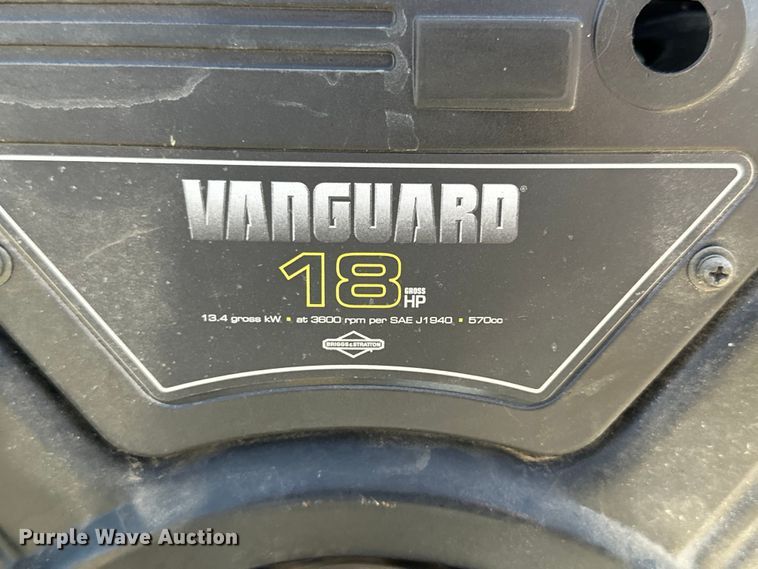 VANGUARD®
18 GROSS HP
13.4 gross kW • at 3600 rpm per SAE J1940 • 570cc
BRIGGS&STRATTON
Purple Wave Auction